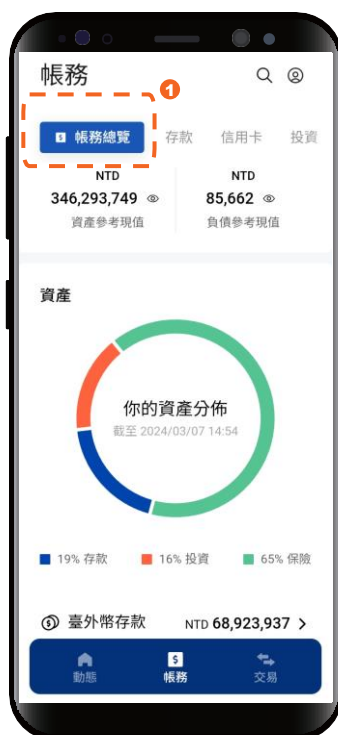 帳務
1
帳務總覽 存款 信用卡 投資
NTD NTD
346,293,749 85,662
資產參考現值 負債參考現值
資產
你的資產分佈
截至 2024/03/07 14:54
19% 存款 16% 投資 65% 保險
臺外幣存款 NTD 68,923,937
動態 帳務 交易